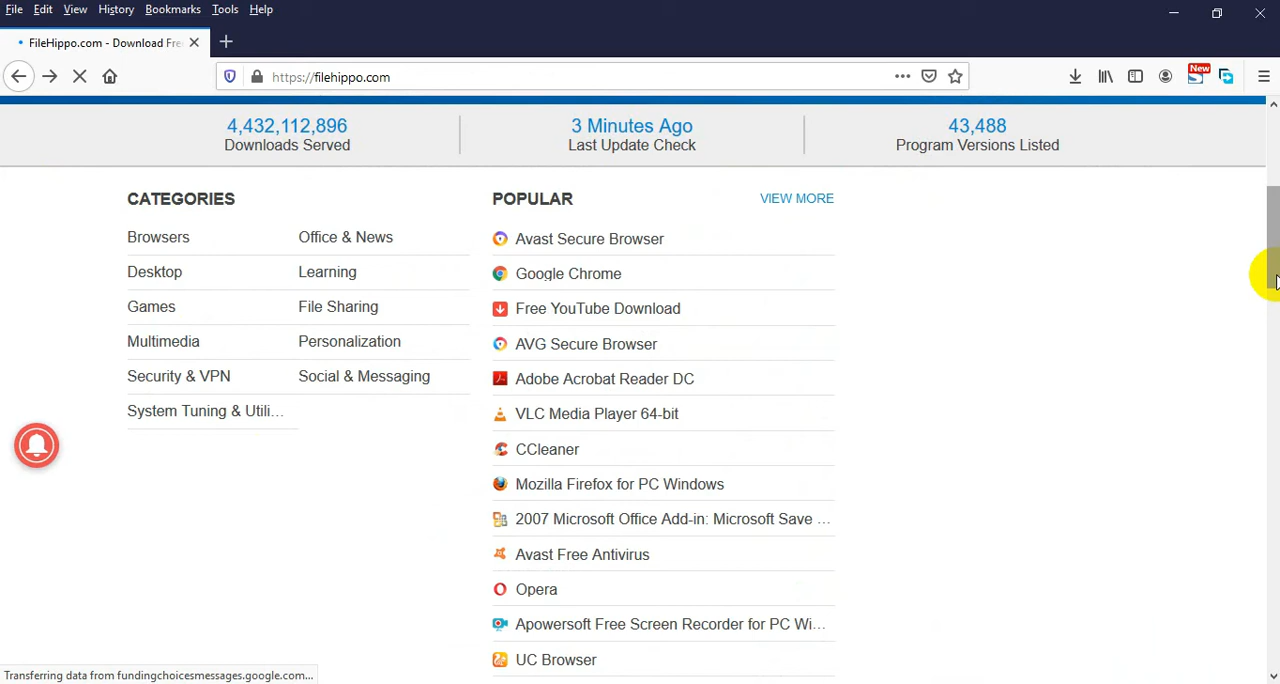 File Edit View History Bookmarks Tools Help
FileHippo.com - Download Fre
https://filehippo.com
New
4,432,112,896
Downloads Served
3 Minutes Ago
Last Update Check
43,488
Program Versions Listed
CATEGORIES
Browsers
Office & News
Desktop
Learning
Games
File Sharing
Multimedia
Personalization
Security & VPN
Social & Messaging
System Tuning & Utili...
POPULAR
VIEW MORE
Avast Secure Browser
Google Chrome
Free YouTube Download
AVG Secure Browser
Adobe Acrobat Reader DC
VLC Media Player 64-bit
CCleaner
Mozilla Firefox for PC Windows
2007 Microsoft Office Add-in: Microsoft Save ...
Avast Free Antivirus
Opera
Apowersoft Free Screen Recorder for PC Wi...
UC Browser
Transferring data from fundingchoicesmessages.google.com...